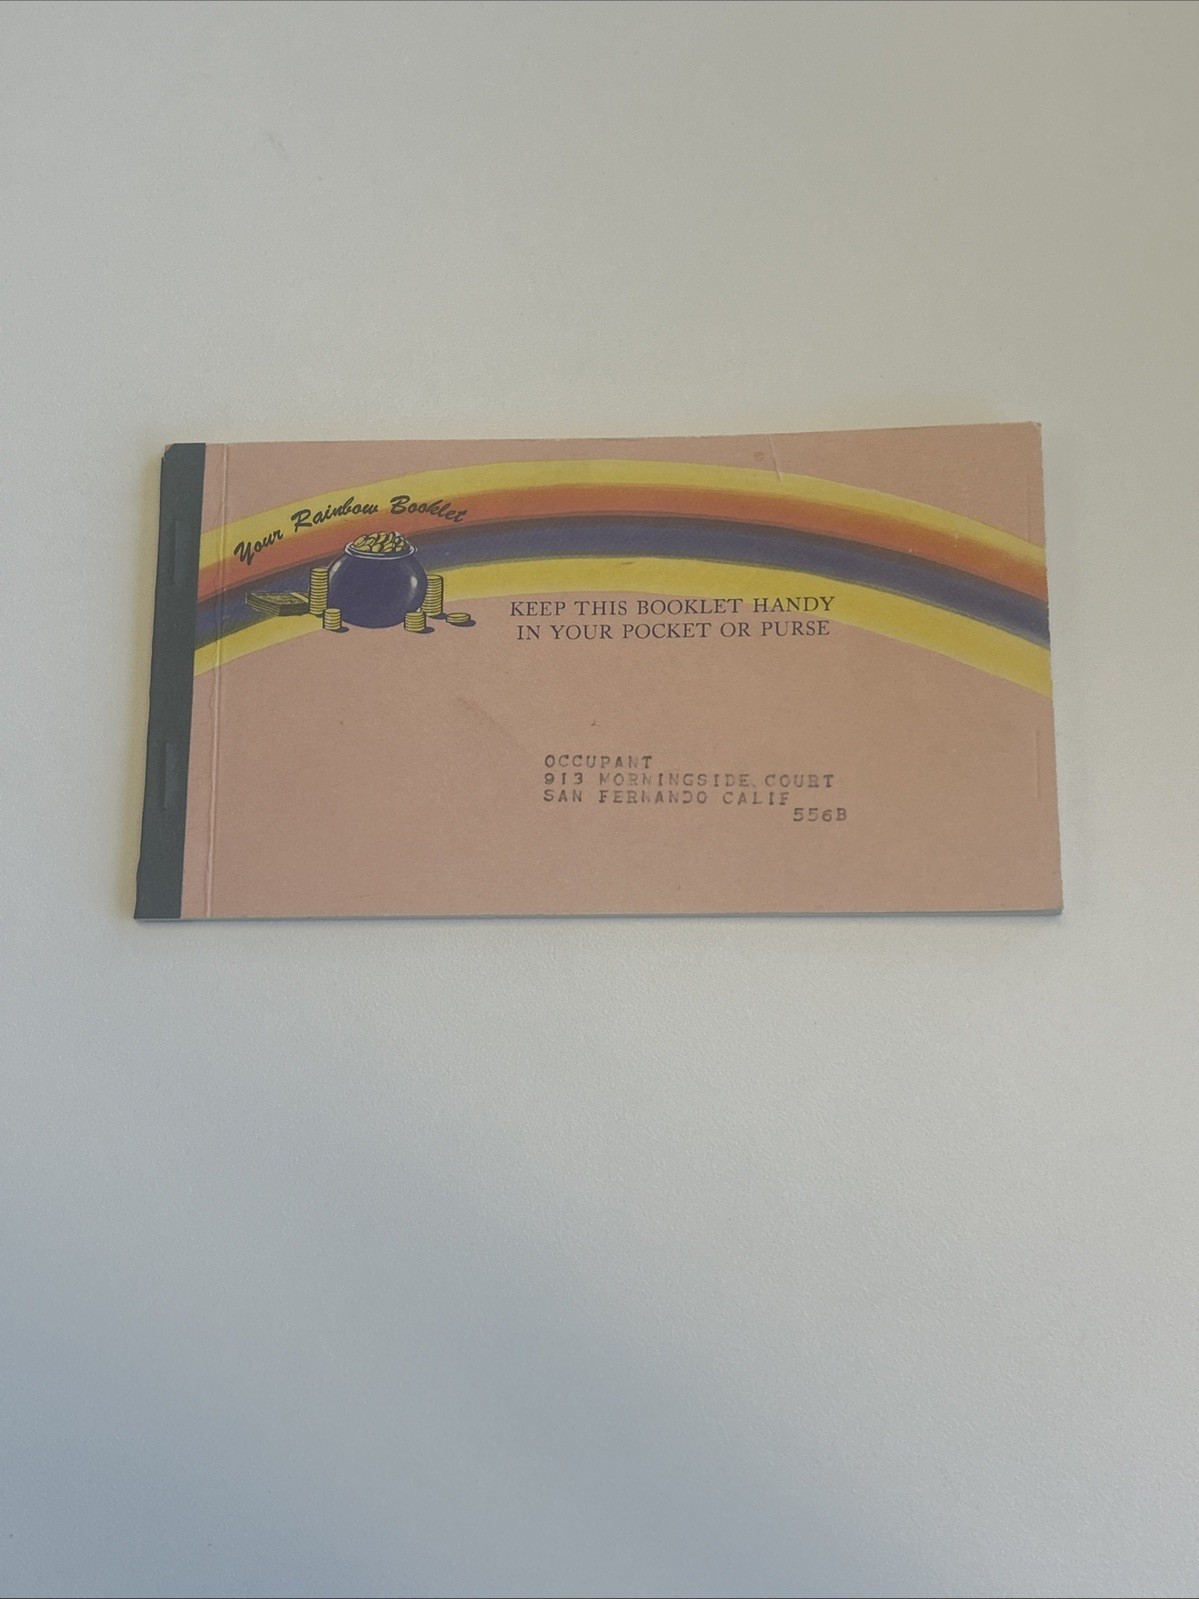 Your Rainbow Booklet
KEEP THIS BOOKLET HANDY
IN YOUR POCKET OR PURSE
OCCUPANT
913 MORNINGSIDE COURT
SAN FERNANDO CALIF
556B